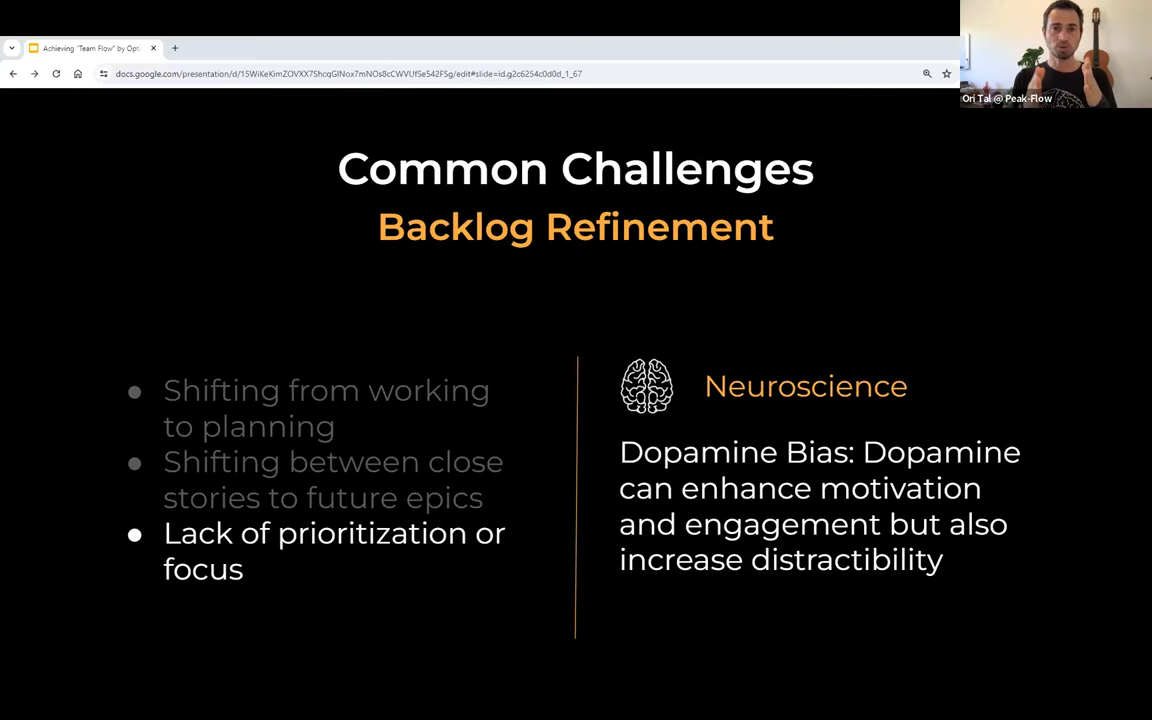 Achieving "Team Flow" by Opt
docs.google.com/presentation/d/15WiKeKimZOVXX7ShcqGlNox7mNOs8cCWVUfSe542FSg/edit#slide=id.g2c6254c0d0d_1_67
Ori Tal @ Peak-Flow
Common Challenges
Backlog Refinement
Shifting from working
to planning
Shifting between close
stories to future epics
Lack of prioritization or
focus
Neuroscience
Dopamine Bias: Dopamine
can enhance motivation
and engagement but also
increase distractibility